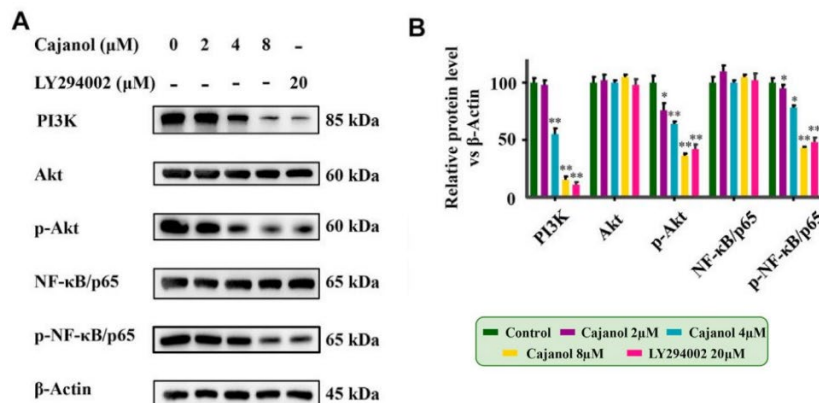 A
Cajanol (μM) 0 2 4 8 –
LY294002 (μM) – – – – 20
PI3K 85 kDa
Akt 60 kDa
p-Akt 60 kDa
NF-κB/p65 65 kDa
p-NF-κB/p65 65 kDa
β-Actin 45 kDa
B
Relative protein level
vs β-Actin
100
50
0
** ** **
* ** ** **
* * ** **
PI3K Akt p-Akt NF-κB/p65 p-NF-κB/p65
Control Cajanol 2μM Cajanol 4μM
Cajanol 8μM LY294002 20μM